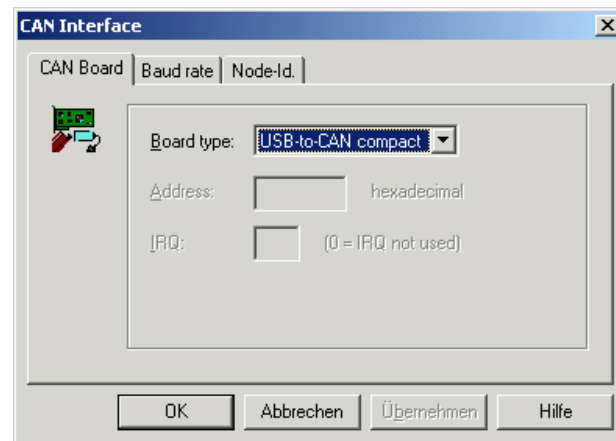 CAN Interface
CAN Board Baud rate Node-Id.
Board type: USB-to-CAN compact
Address: hexadecimal
IRQ: (0 = IRQ not used)
OK Abbrechen Übernehmen Hilfe